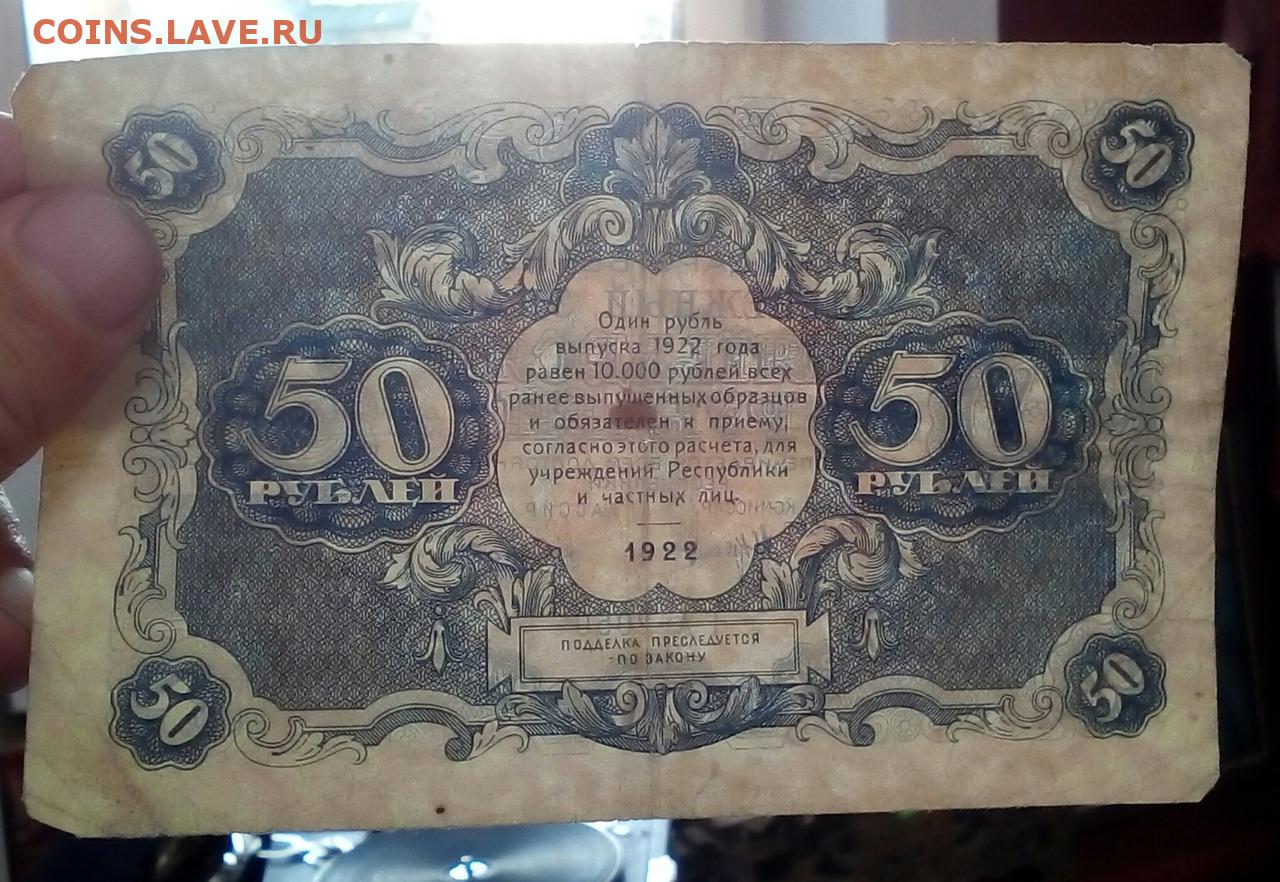 COINS.LAVE.RU
50
50
Один рубль
выпуска 1922 года
равен 10.000 рублей всех
ранее выпущенных образцов
и обязателен к приему,
согласно этого расчета, для
учреждений Республики
и частных лиц.
1922
50
РУБЛЕЙ
50
РУБЛЕЙ
ПОДДЕЛКА ПРЕСЛЕДУЕТСЯ
ПО ЗАКОНУ
50
50